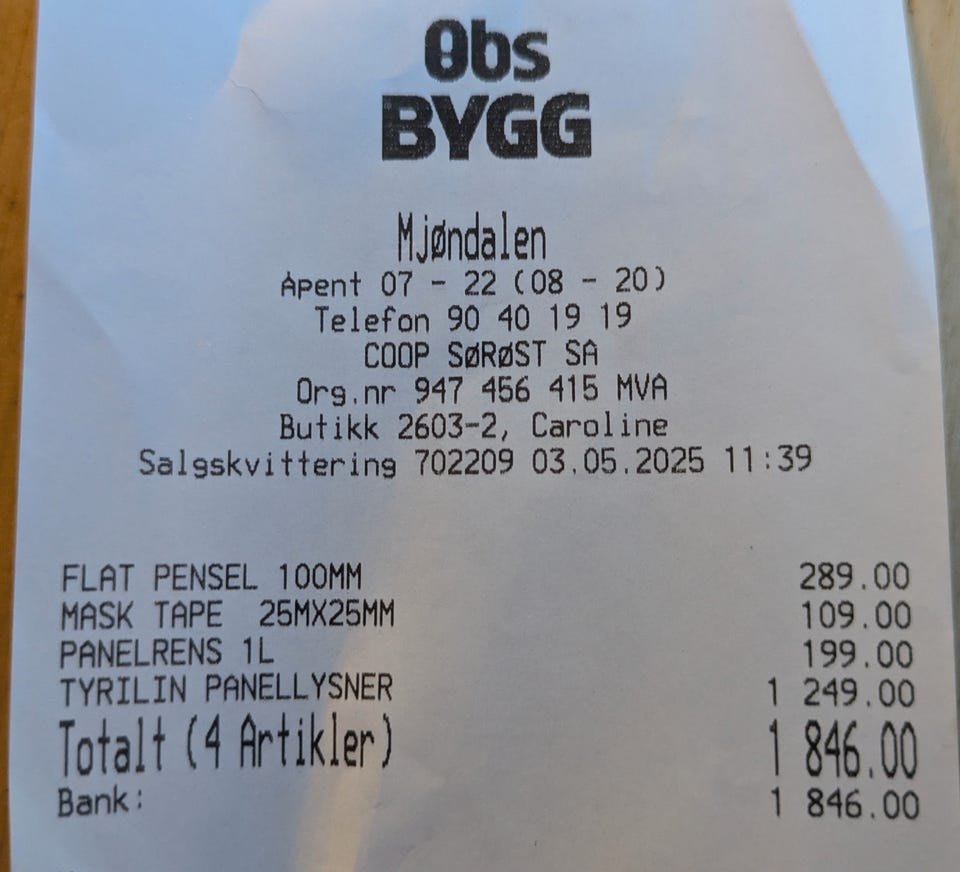 Obs
BYGG
Mjøndalen
Åpent 07 - 22 (08 - 20)
Telefon 90 40 19 19
COOP SØRØST SA
Org.nr 947 456 415 MVA
Butikk 2603-2, Caroline
Salgskvittering 702209 03.05.2025 11:39
FLAT PENSEL 100MM 289.00
MASK TAPE 25MX25MM 109.00
PANELRENS 1L 199.00
TYRILIN PANELLYSNER 1 249.00
Totalt (4 Artikler) 1 846.00
Bank: 1 846.00